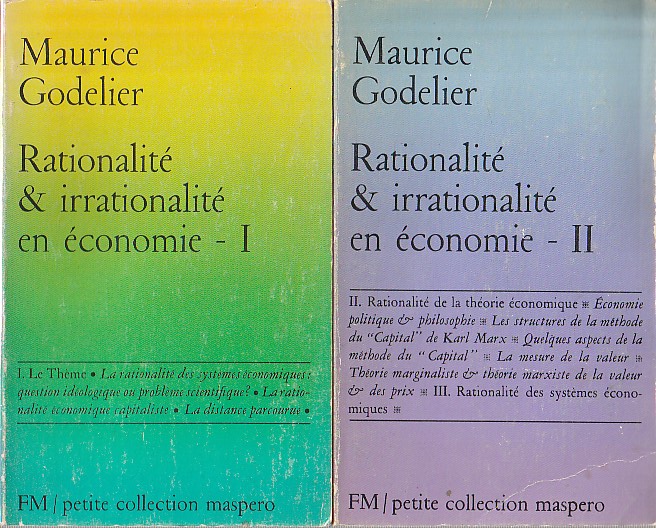 Maurice
Godelier
Rationalité
& irrationalité
en économie - I
I. Le Thème • La rationalité des systèmes économiques :
question idéologique ou problème scientifique ? • La ratio-
nalité économique capitaliste • La distance parcourue •
FM / petite collection maspero
Maurice
Godelier
Rationalité
& irrationalité
en économie - II
II. Rationalité de la théorie économique ⁜ Économie
politique & philosophie ⁜ Les structures de la méthode
du "Capital" de Karl Marx ⁜ Quelques aspects de la
méthode du "Capital" ⁜ La mesure de la valeur ⁜
Théorie marginaliste & théorie marxiste de la valeur
& des prix ⁜ III. Rationalité des systèmes écono-
miques ⁜
FM / petite collection maspero